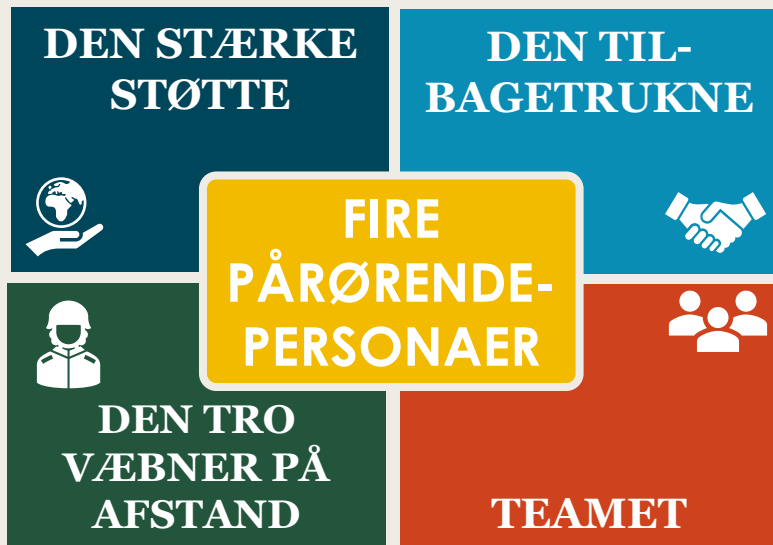 DEN STÆRKE
STØTTE
DEN TIL-
BAGETRUKNE
FIRE
PÅRØRENDE-
PERSONAER
DEN TRO
VÆBNER PÅ
AFSTAND
TEAMET